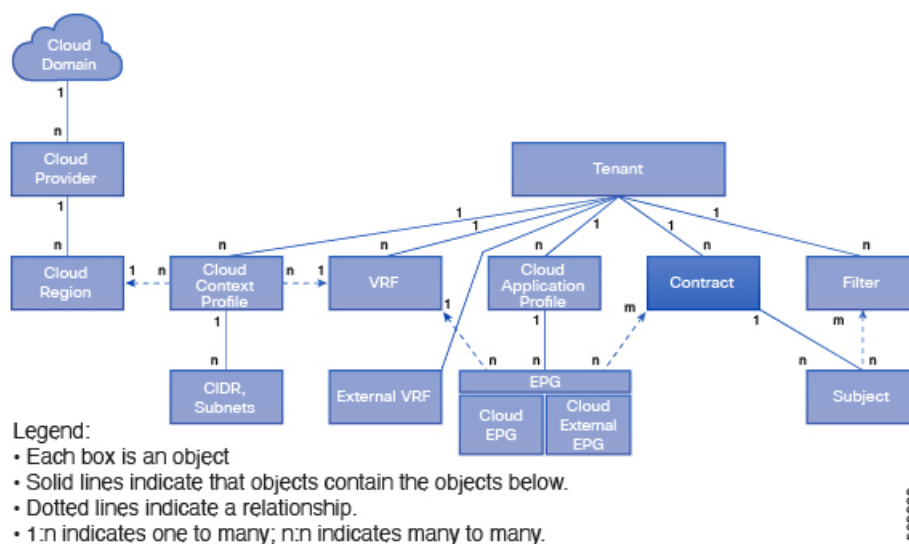 Cloud
Domain
1
n
Cloud
Provider
Tenant
1
1
1
1
1
1
n
n
n
n
n
n
Cloud
Region
1
n
Cloud
Context
Profile
n
1
VRF
Cloud
Application
Profile
Contract
Filter
1
1
1
m
1
m
n
n
n
n
n
n
CIDR,
Subnets
External VRF
EPG
Cloud
EPG
Cloud
External
EPG
Subject
Legend:
• Each box is an object
• Solid lines indicate that objects contain the objects below.
• Dotted lines indicate a relationship.
• 1:n indicates one to many; n:n indicates many to many.